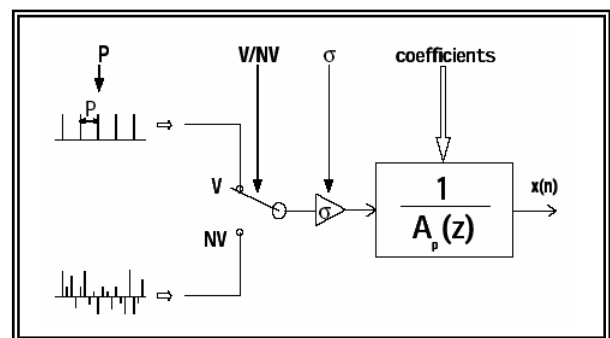 P
V/NV
σ
coefficients
P
V
NV
σ
1
A_p(z)
x(n)